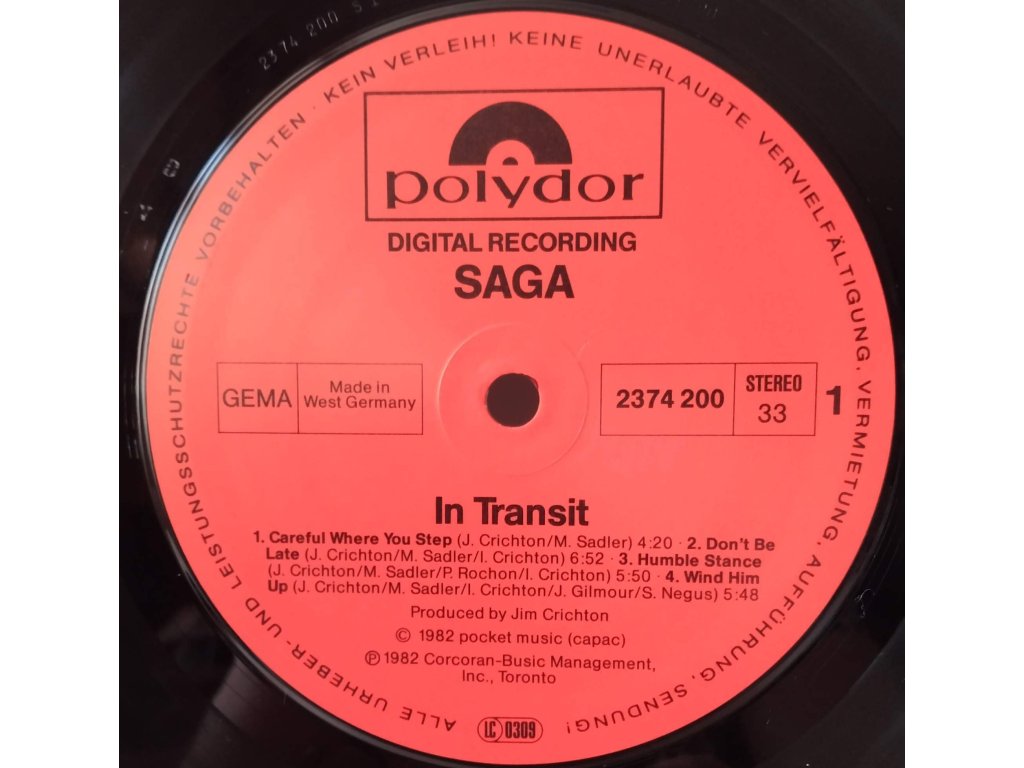 2374 200 S 1
ALLE URHEBER- UND LEISTUNGSSCHUTZRECHTE VORBEHALTEN · KEIN VERLEIH! KEINE UNERLAUBTE VERVIELFÄLTIGUNG, VERMIETUNG, AUFFÜHRUNG, SENDUNG!
polydor
DIGITAL RECORDING
SAGA
GEMA
Made in
West Germany
2374 200
STEREO
33
1
In Transit
1. Careful Where You Step (J. Crichton/M. Sadler) 4:20 · 2. Don't Be
Late (J. Crichton/M. Sadler/I. Crichton) 6:52 · 3. Humble Stance
(J. Crichton/M. Sadler/P. Rochon/I. Crichton) 5:50 · 4. Wind Him
Up (J. Crichton/M. Sadler/I. Crichton/J. Gilmour/S. Negus) 5:48
Produced by Jim Crichton
© 1982 pocket music (capac)
℗ 1982 Corcoran-Busic Management,
Inc., Toronto
LC 0309